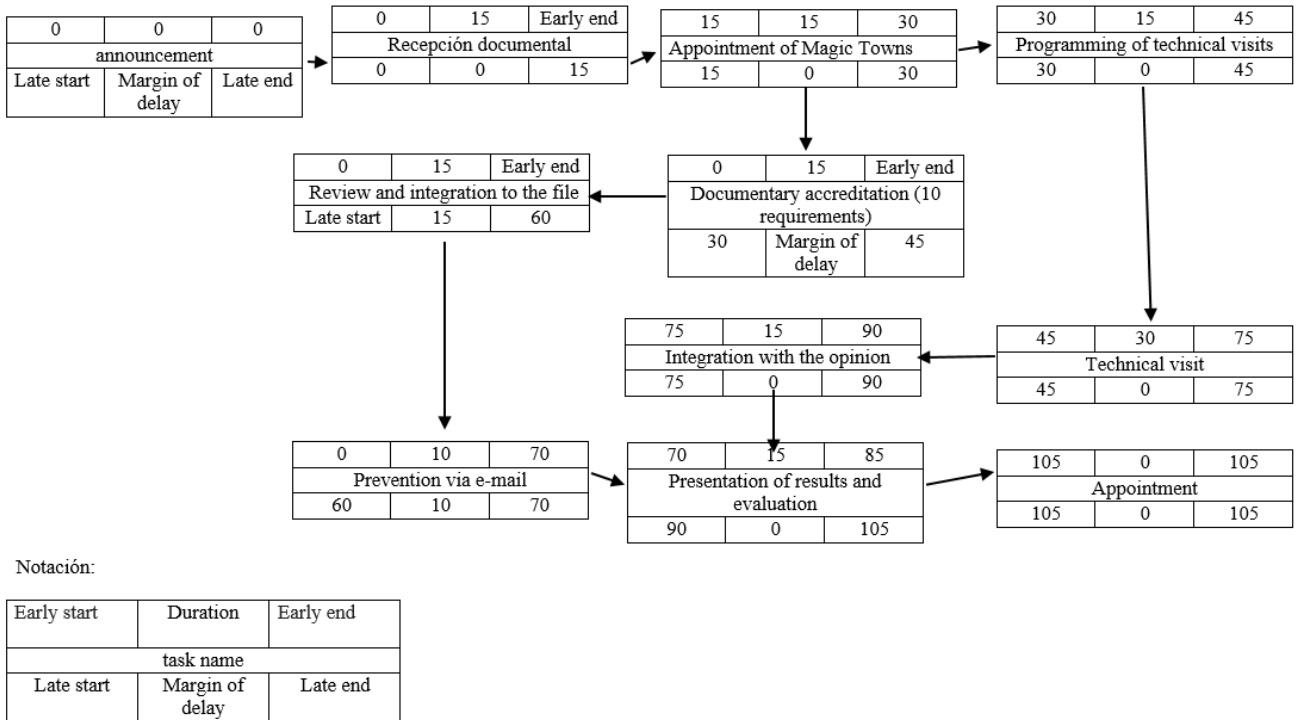 0 0 0
announcement
Late start Margin of Late end
delay
0 15 Early end
Recepción documental
0 0 15
15 15 30
Appointment of Magic Towns
15 0 30
30 15 45
Programming of technical visits
30 0 45
0 15 Early end
Review and integration to the file
Late start 15 60
0 15 Early end
Documentary accreditation (10
requirements)
30 Margin of 45
delay
75 15 90
Integration with the opinion
75 0 90
45 30 75
Technical visit
45 0 75
0 10 70
Prevention via e-mail
60 10 70
70 15 85
Presentation of results and
evaluation
90 0 105
105 0 105
Appointment
105 0 105
Notación:
Early start Duration Early end
task name
Late start Margin of Late end
delay